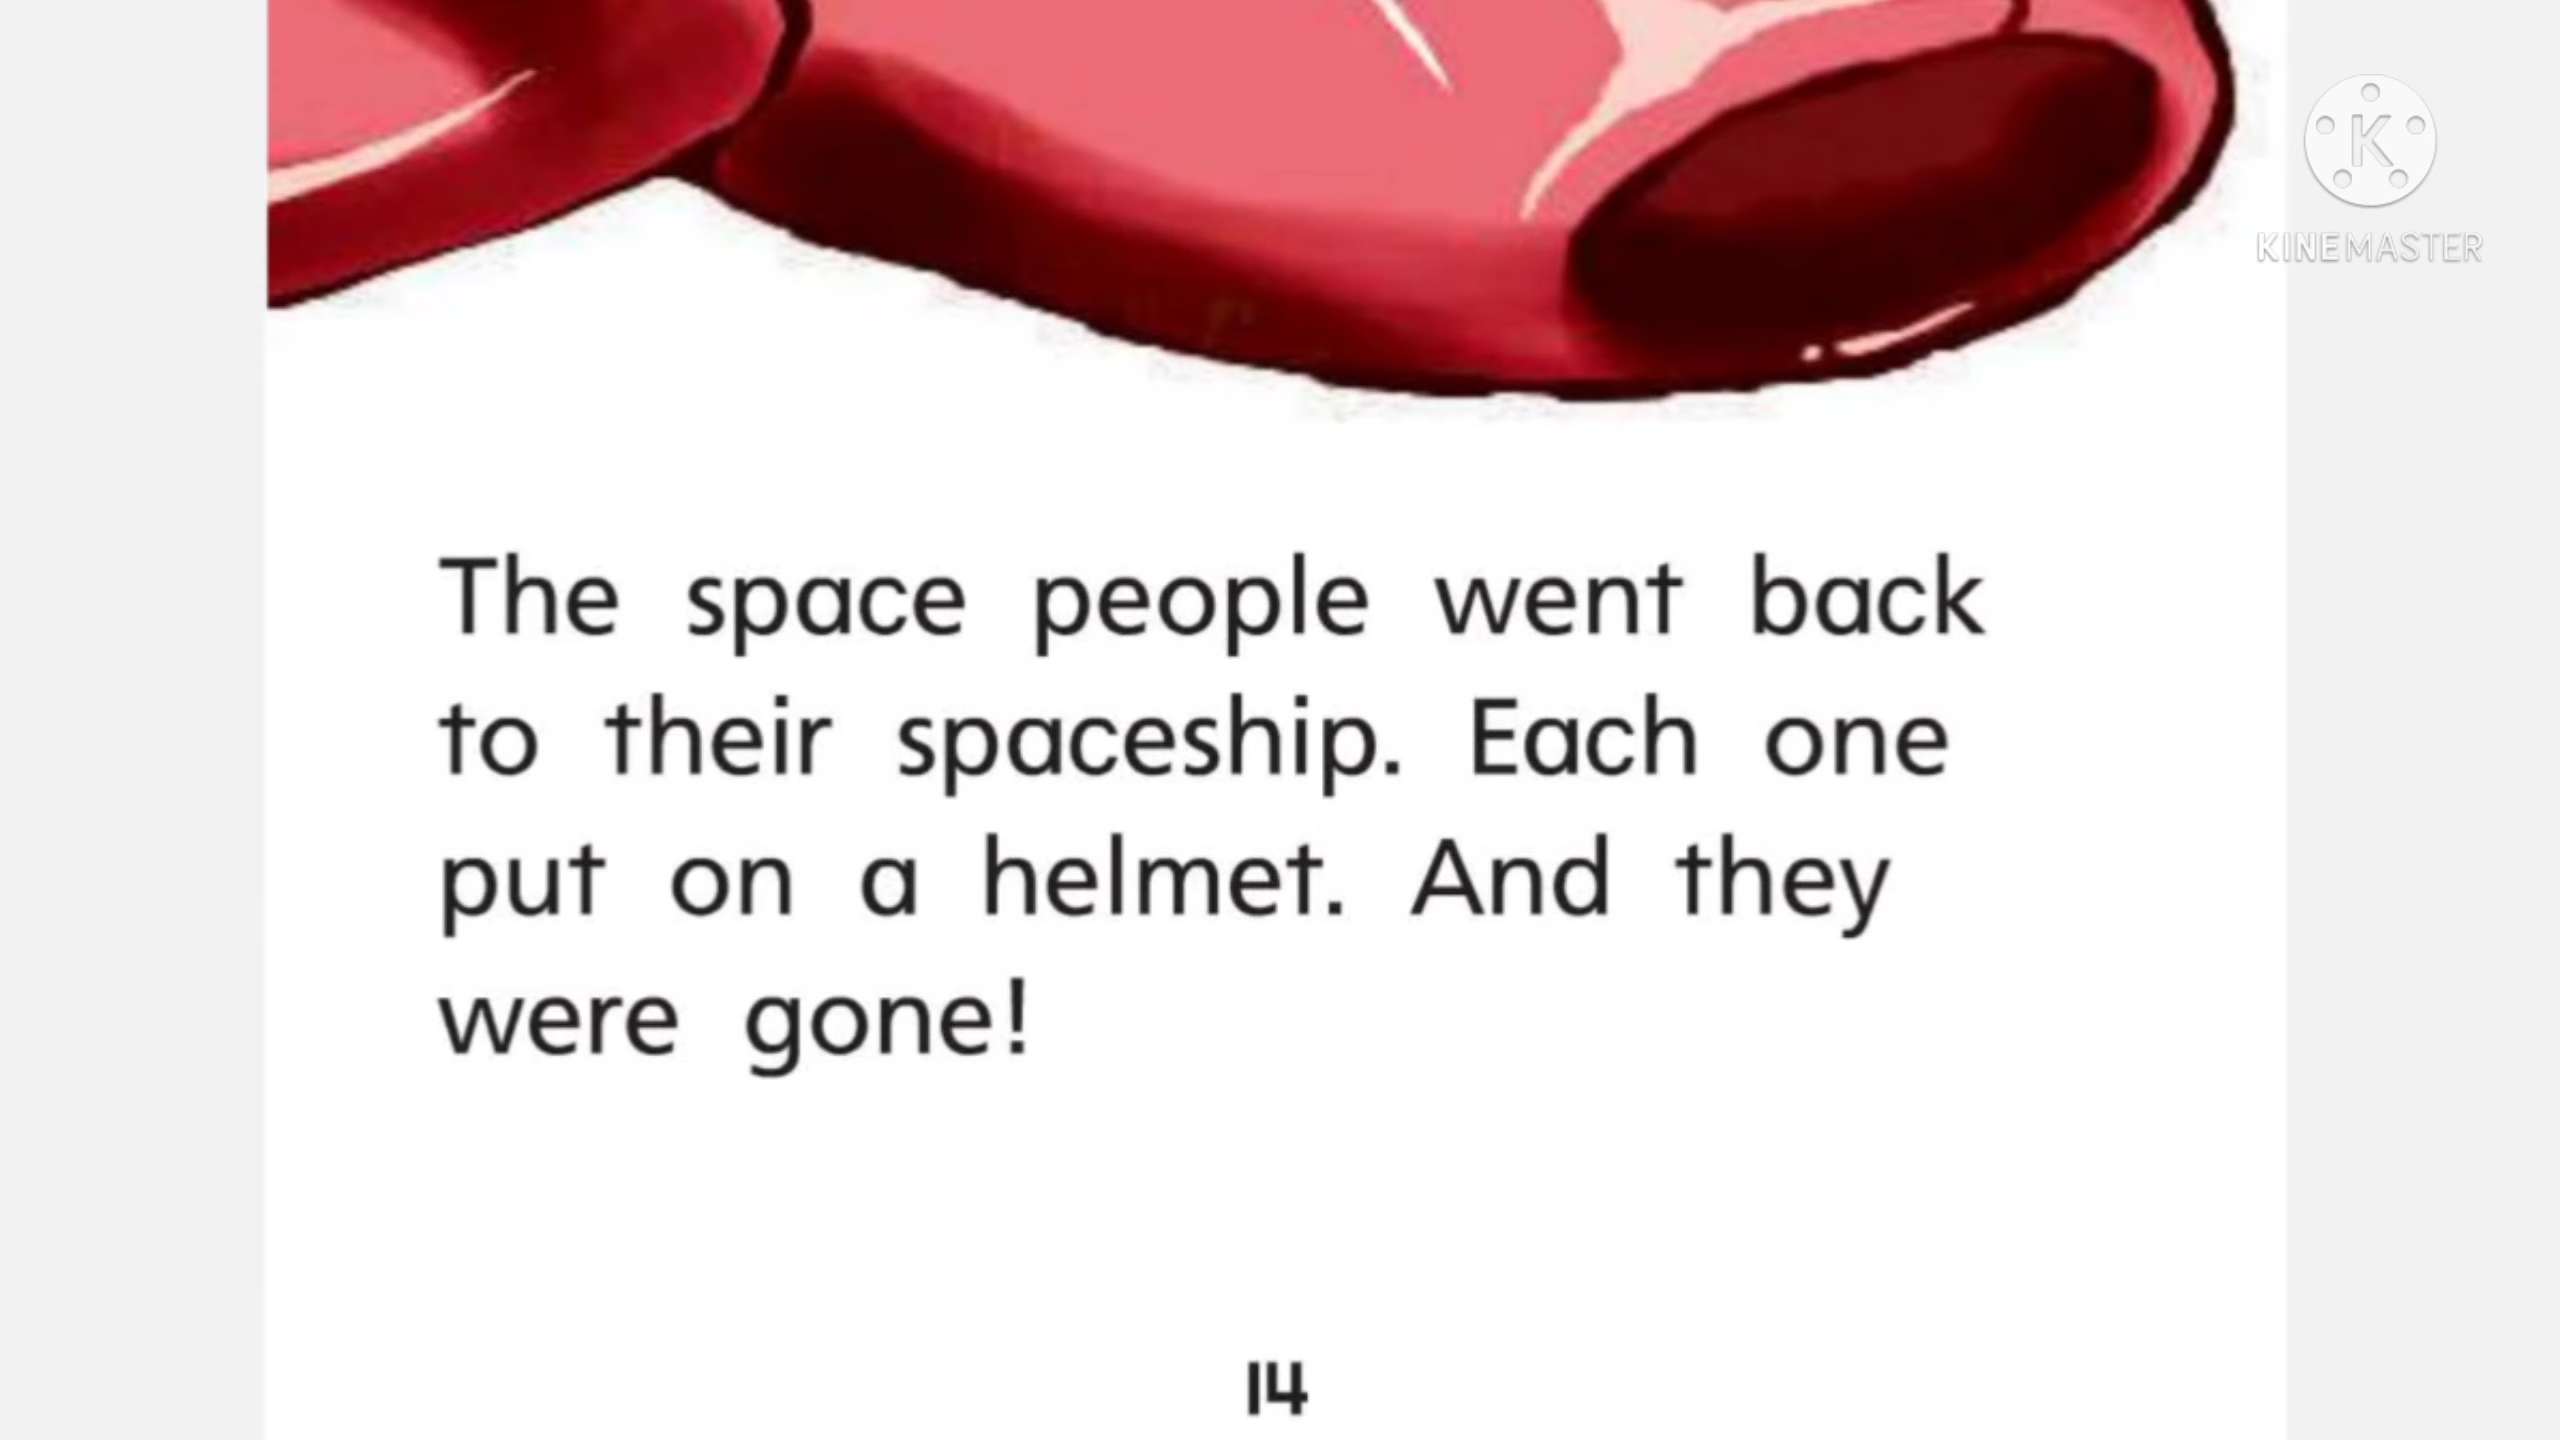 KINEMASTER
The space people went back
to their spaceship. Each one
put on a helmet. And they
were gone!
14